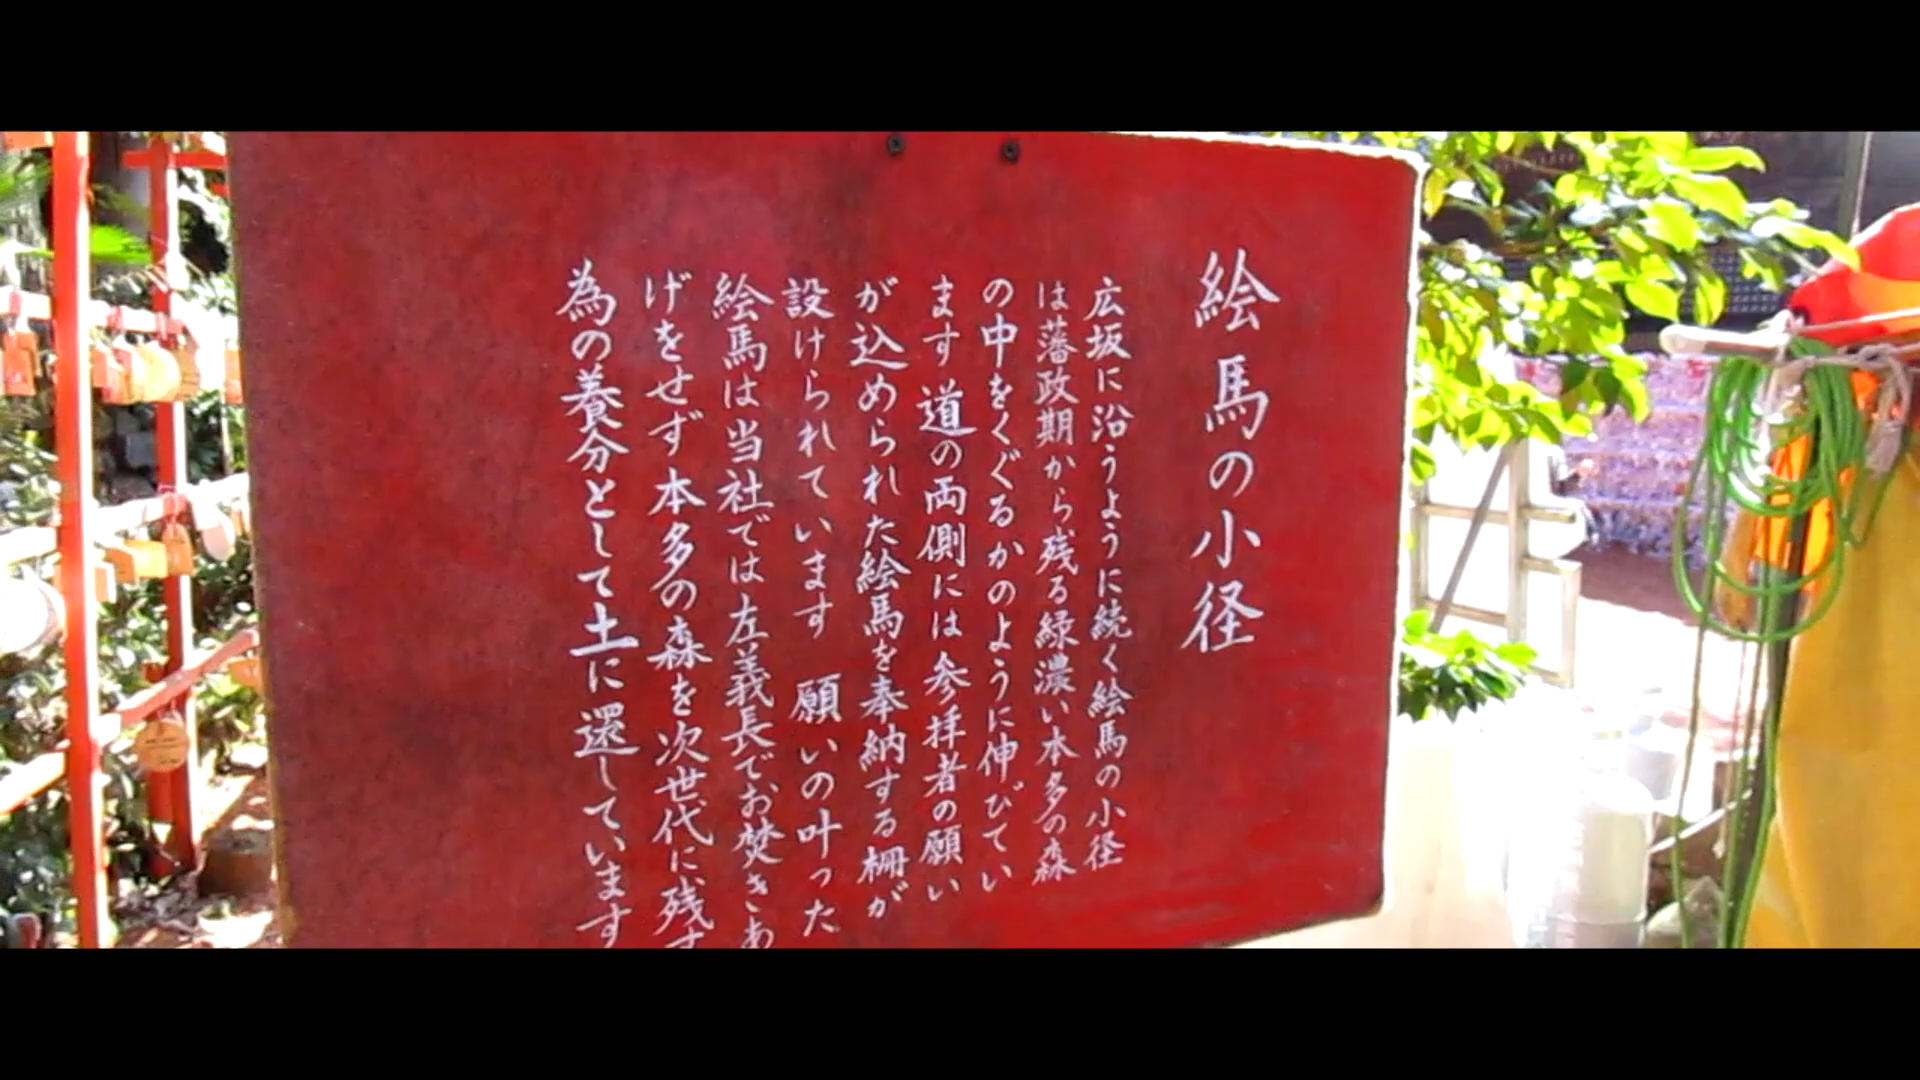 絵馬の小径
広坂に沿うように続く絵馬の小径
は藩政期から残る緑濃い本多の森
の中をくぐるかのように伸びてい
ます 道の両側には参拝者の願い
が込められた絵馬を奉納する柵が
設けられています 願いの叶った
絵馬は当社では左義長でお焚きあ
げをせず本多の森を次世代に残す
為の養分として土に還しています